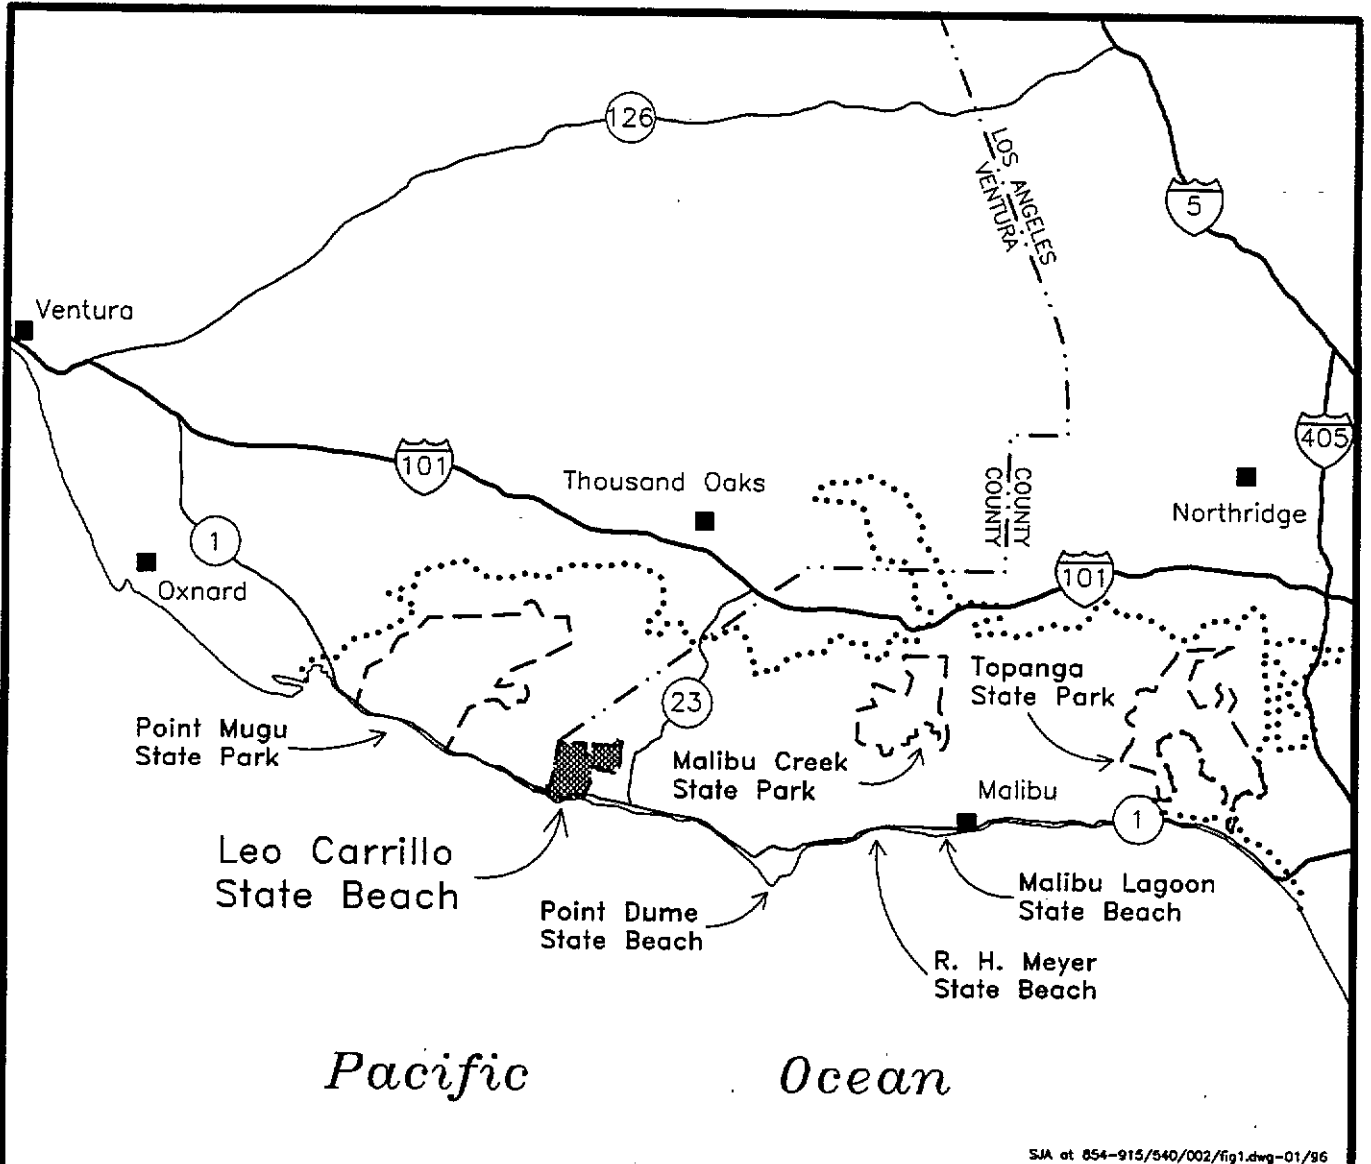 126
LOS ANGELES
VENTURA
5
Ventura
405
101
Thousand Oaks
COUNTY
COUNTY
Northridge
1
101
Oxnard
Topanga
State Park
23
Point Mugu
State Park
Malibu Creek
State Park
Malibu
1
Leo Carrillo
State Beach
Malibu Lagoon
State Beach
Point Dume
State Beach
R. H. Meyer
State Beach
Pacific Ocean
SJA at 854-915/540/002/fig1.dwg-01/96